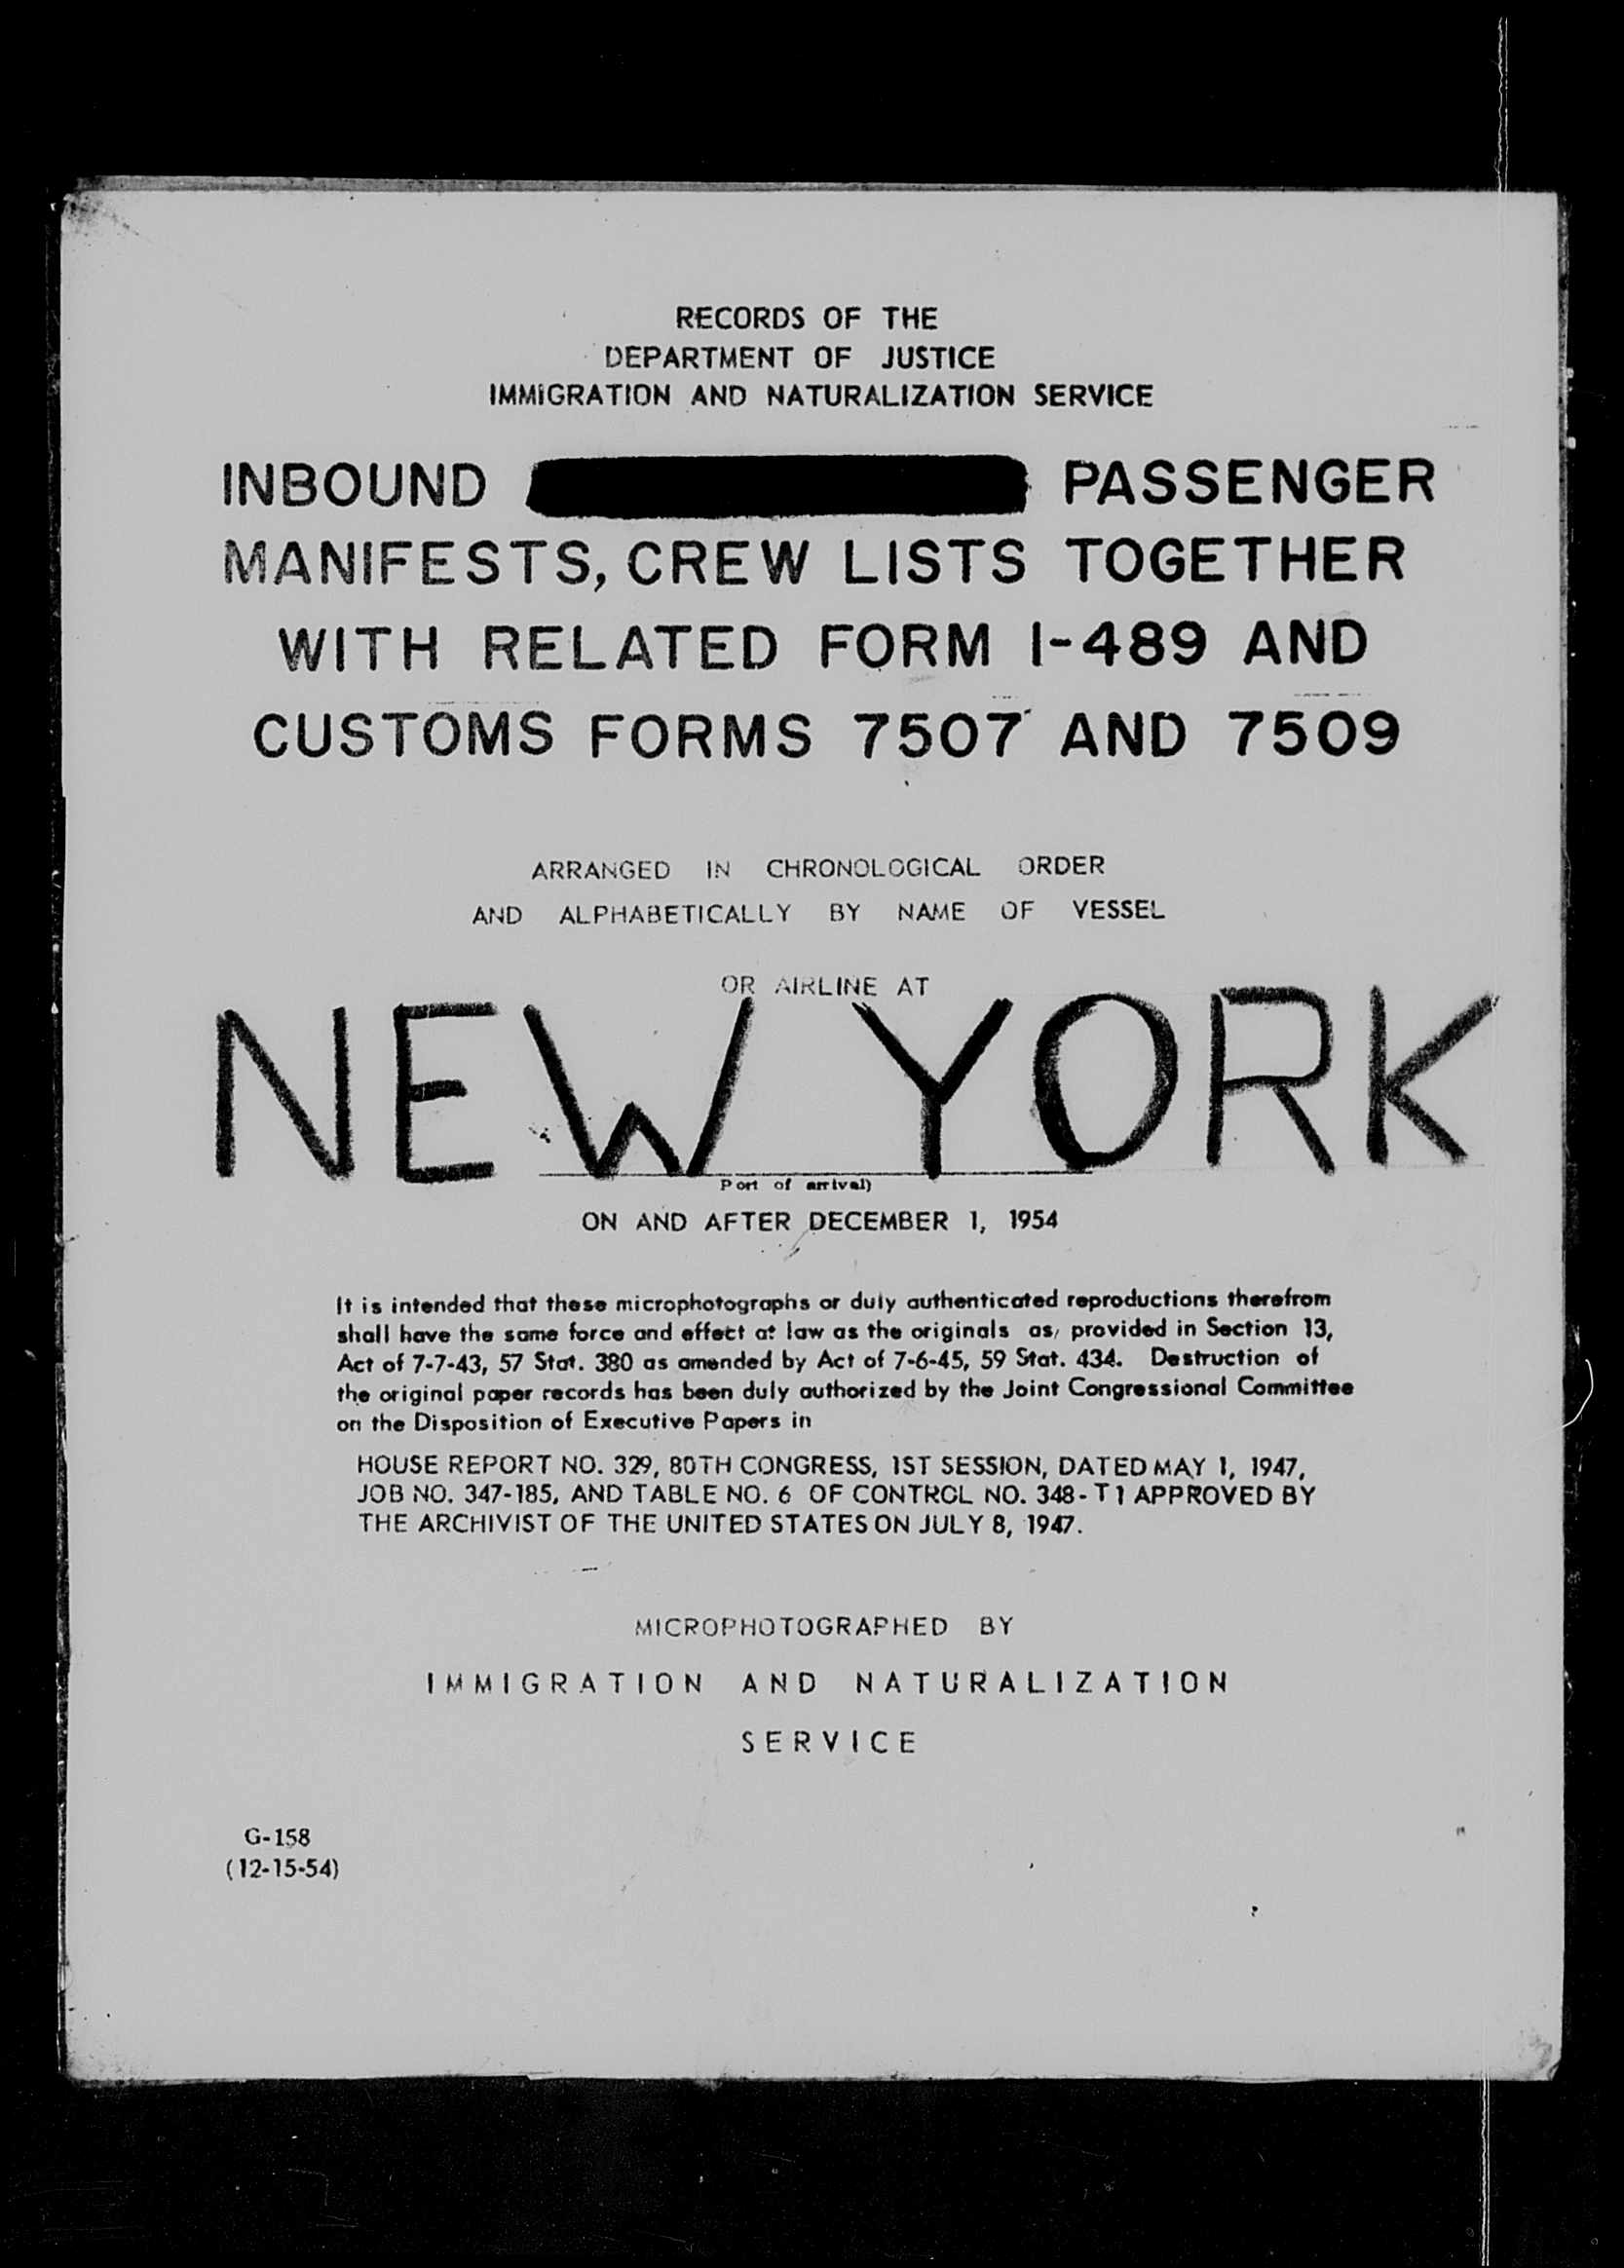 RECORDS OF THE
DEPARTMENT OF JUSTICE
IMMIGRATION AND NATURALIZATION SERVICE
INBOUND PASSENGER
MANIFESTS, CREW LISTS TOGETHER
WITH RELATED FORM I-489 AND
CUSTOMS FORMS 7507 AND 7509
ARRANGED IN CHRONOLOGICAL ORDER
AND ALPHABETICALLY BY NAME OF VESSEL
OR AIRLINE AT
NEW YORK
Port of arrival)
ON AND AFTER DECEMBER 1, 1954
It is intended that these microphotographs or duly authenticated reproductions therefrom
shall have the same force and effect at law as the originals as, provided in Section 13,
Act of 7-7-43, 57 Stat. 380 as amended by Act of 7-6-45, 59 Stat. 434. Destruction of
the original paper records has been duly authorized by the Joint Congressional Committee
on the Disposition of Executive Papers in
HOUSE REPORT NO. 329, 80TH CONGRESS, 1ST SESSION, DATED MAY 1, 1947,
JOB NO. 347-185, AND TABLE NO. 6 OF CONTROL NO. 348-T1 APPROVED BY
THE ARCHIVIST OF THE UNITED STATES ON JULY 8, 1947.
MICROPHOTOGRAPHED BY
IMMIGRATION AND NATURALIZATION
SERVICE
G-158
(12-15-54)